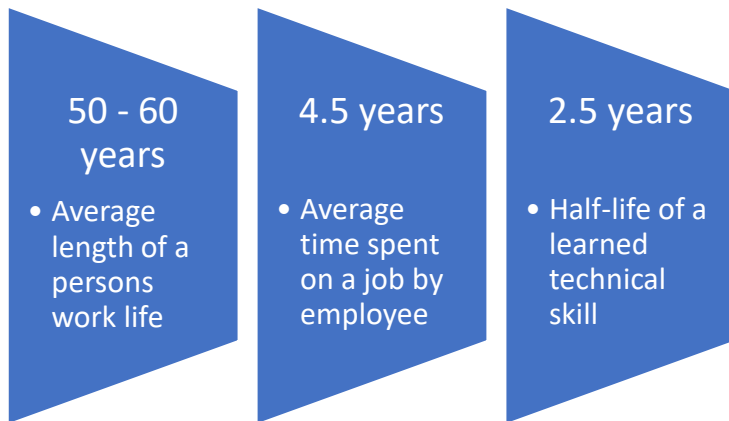 50 - 60
years
• Average
length of a
persons
work life
4.5 years
• Average
time spent
on a job by
employee
2.5 years
• Half-life of a
learned
technical
skill